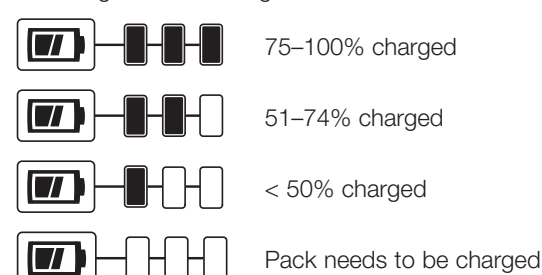 75–100% charged
51–74% charged
< 50% charged
Pack needs to be charged